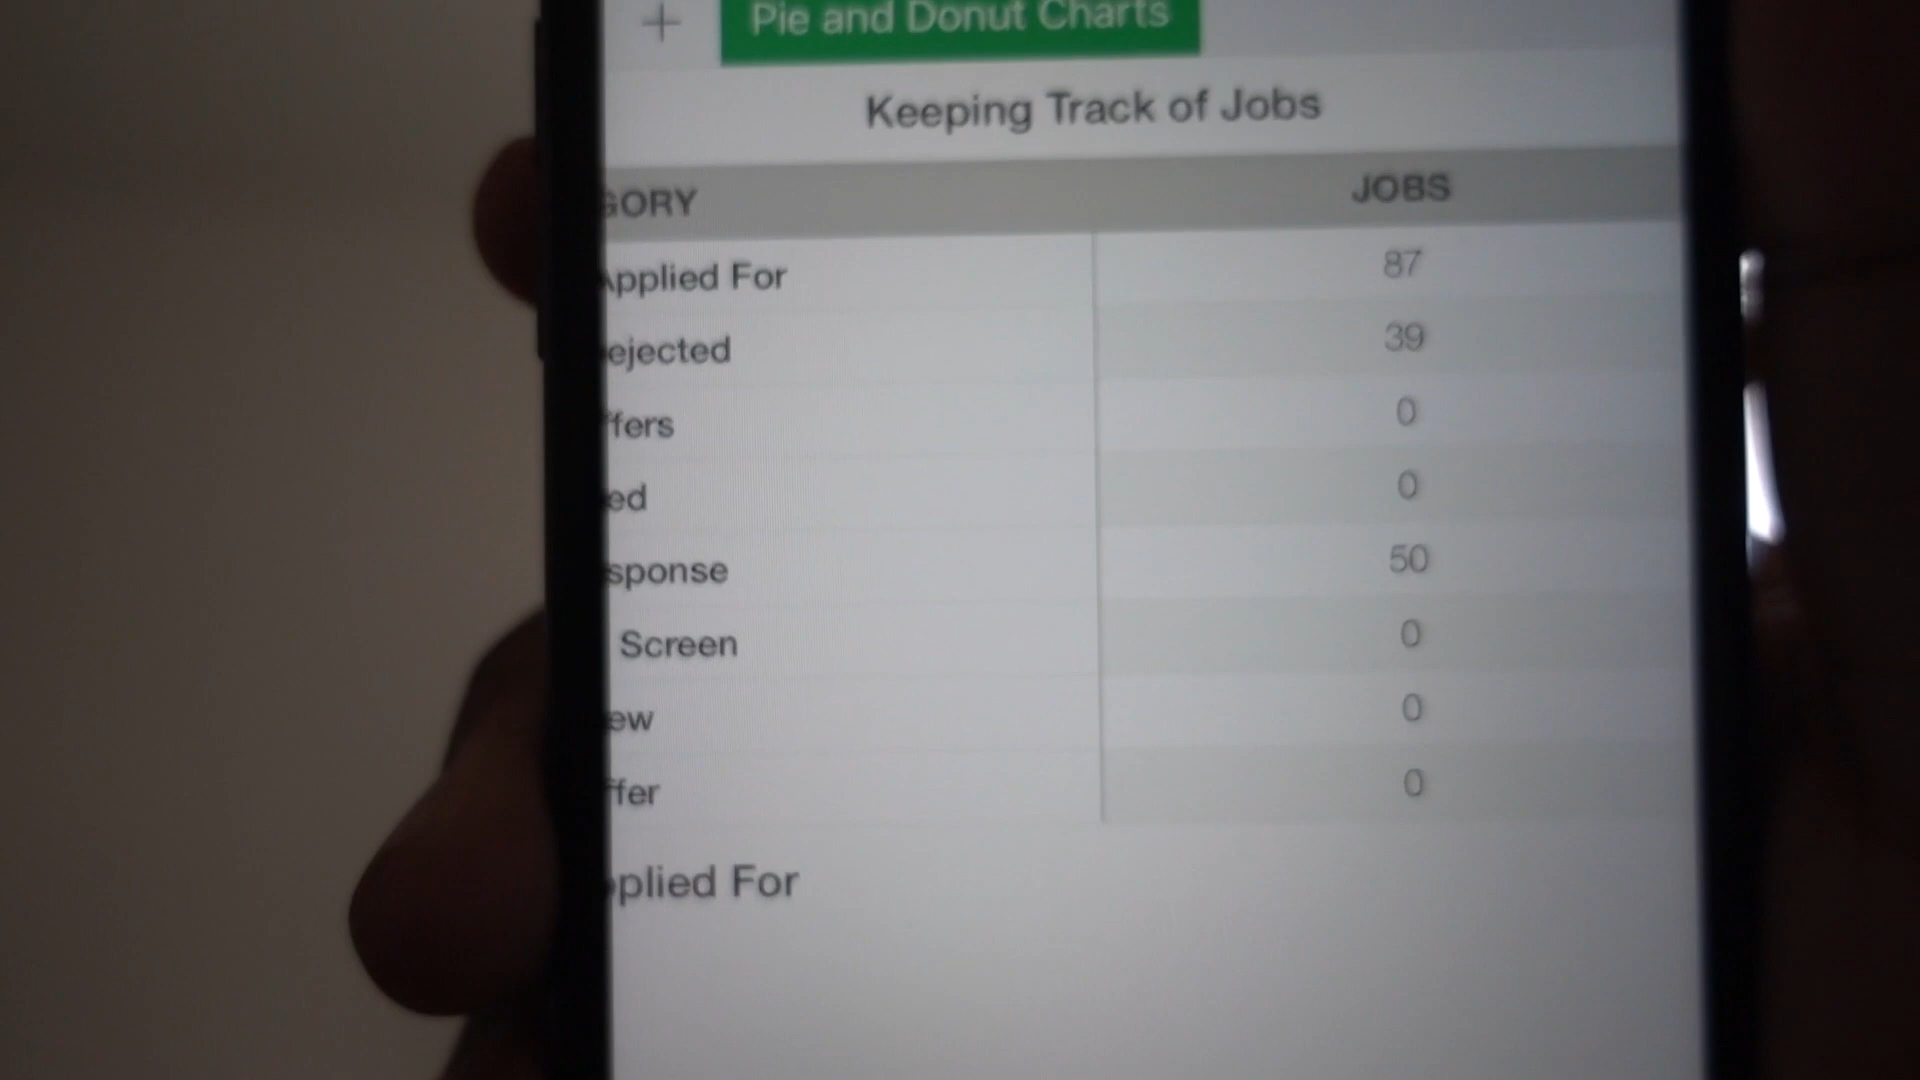 + Pie and Donut Charts
Keeping Track of Jobs
GORY JOBS
Applied For 87
ejected 39
ffers 0
ed 0
sponse 50
Screen 0
ew 0
ffer 0
pplied For